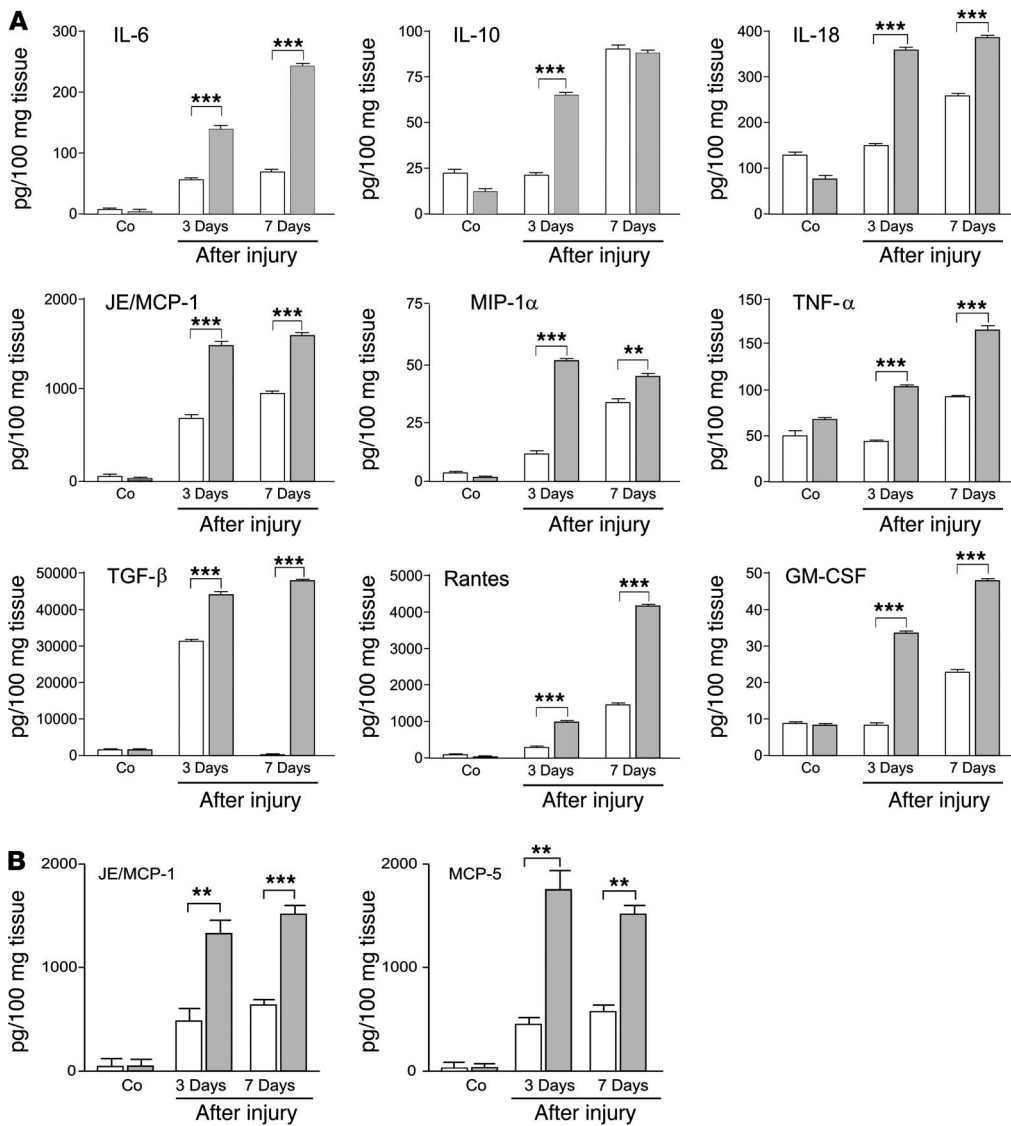 A
IL-6
pg/100 mg tissue
300
200
100
0
***
***
Co
3 Days
7 Days
After injury
IL-10
pg/100 mg tissue
100
75
50
25
0
***
Co
3 Days
7 Days
After injury
IL-18
pg/100 mg tissue
400
300
200
100
0
***
***
Co
3 Days
7 Days
After injury
JE/MCP-1
pg/100 mg tissue
2000
1000
0
***
***
Co
3 Days
7 Days
After injury
MIP-1α
pg/100 mg tissue
75
50
25
0
***
**
Co
3 Days
7 Days
After injury
TNF-α
pg/100 mg tissue
150
150
100
50
0
***
***
Co
3 Days
7 Days
After injury
TGF-β
pg/100 mg tissue
50000
40000
30000
20000
10000
0
***
***
Co
3 Days
7 Days
After injury
Rantes
pg/100 mg tissue
5000
4000
3000
2000
1000
0
***
***
Co
3 Days
7 Days
After injury
GM-CSF
pg/100 mg tissue
50
40
30
20
10
0
***
***
Co
3 Days
7 Days
After injury
B
JE/MCP-1
pg/100 mg tissue
2000
1000
0
**
***
Co
3 Days
7 Days
After injury
MCP-5
pg/100 mg tissue
2000
1000
0
**
**
Co
3 Days
7 Days
After injury